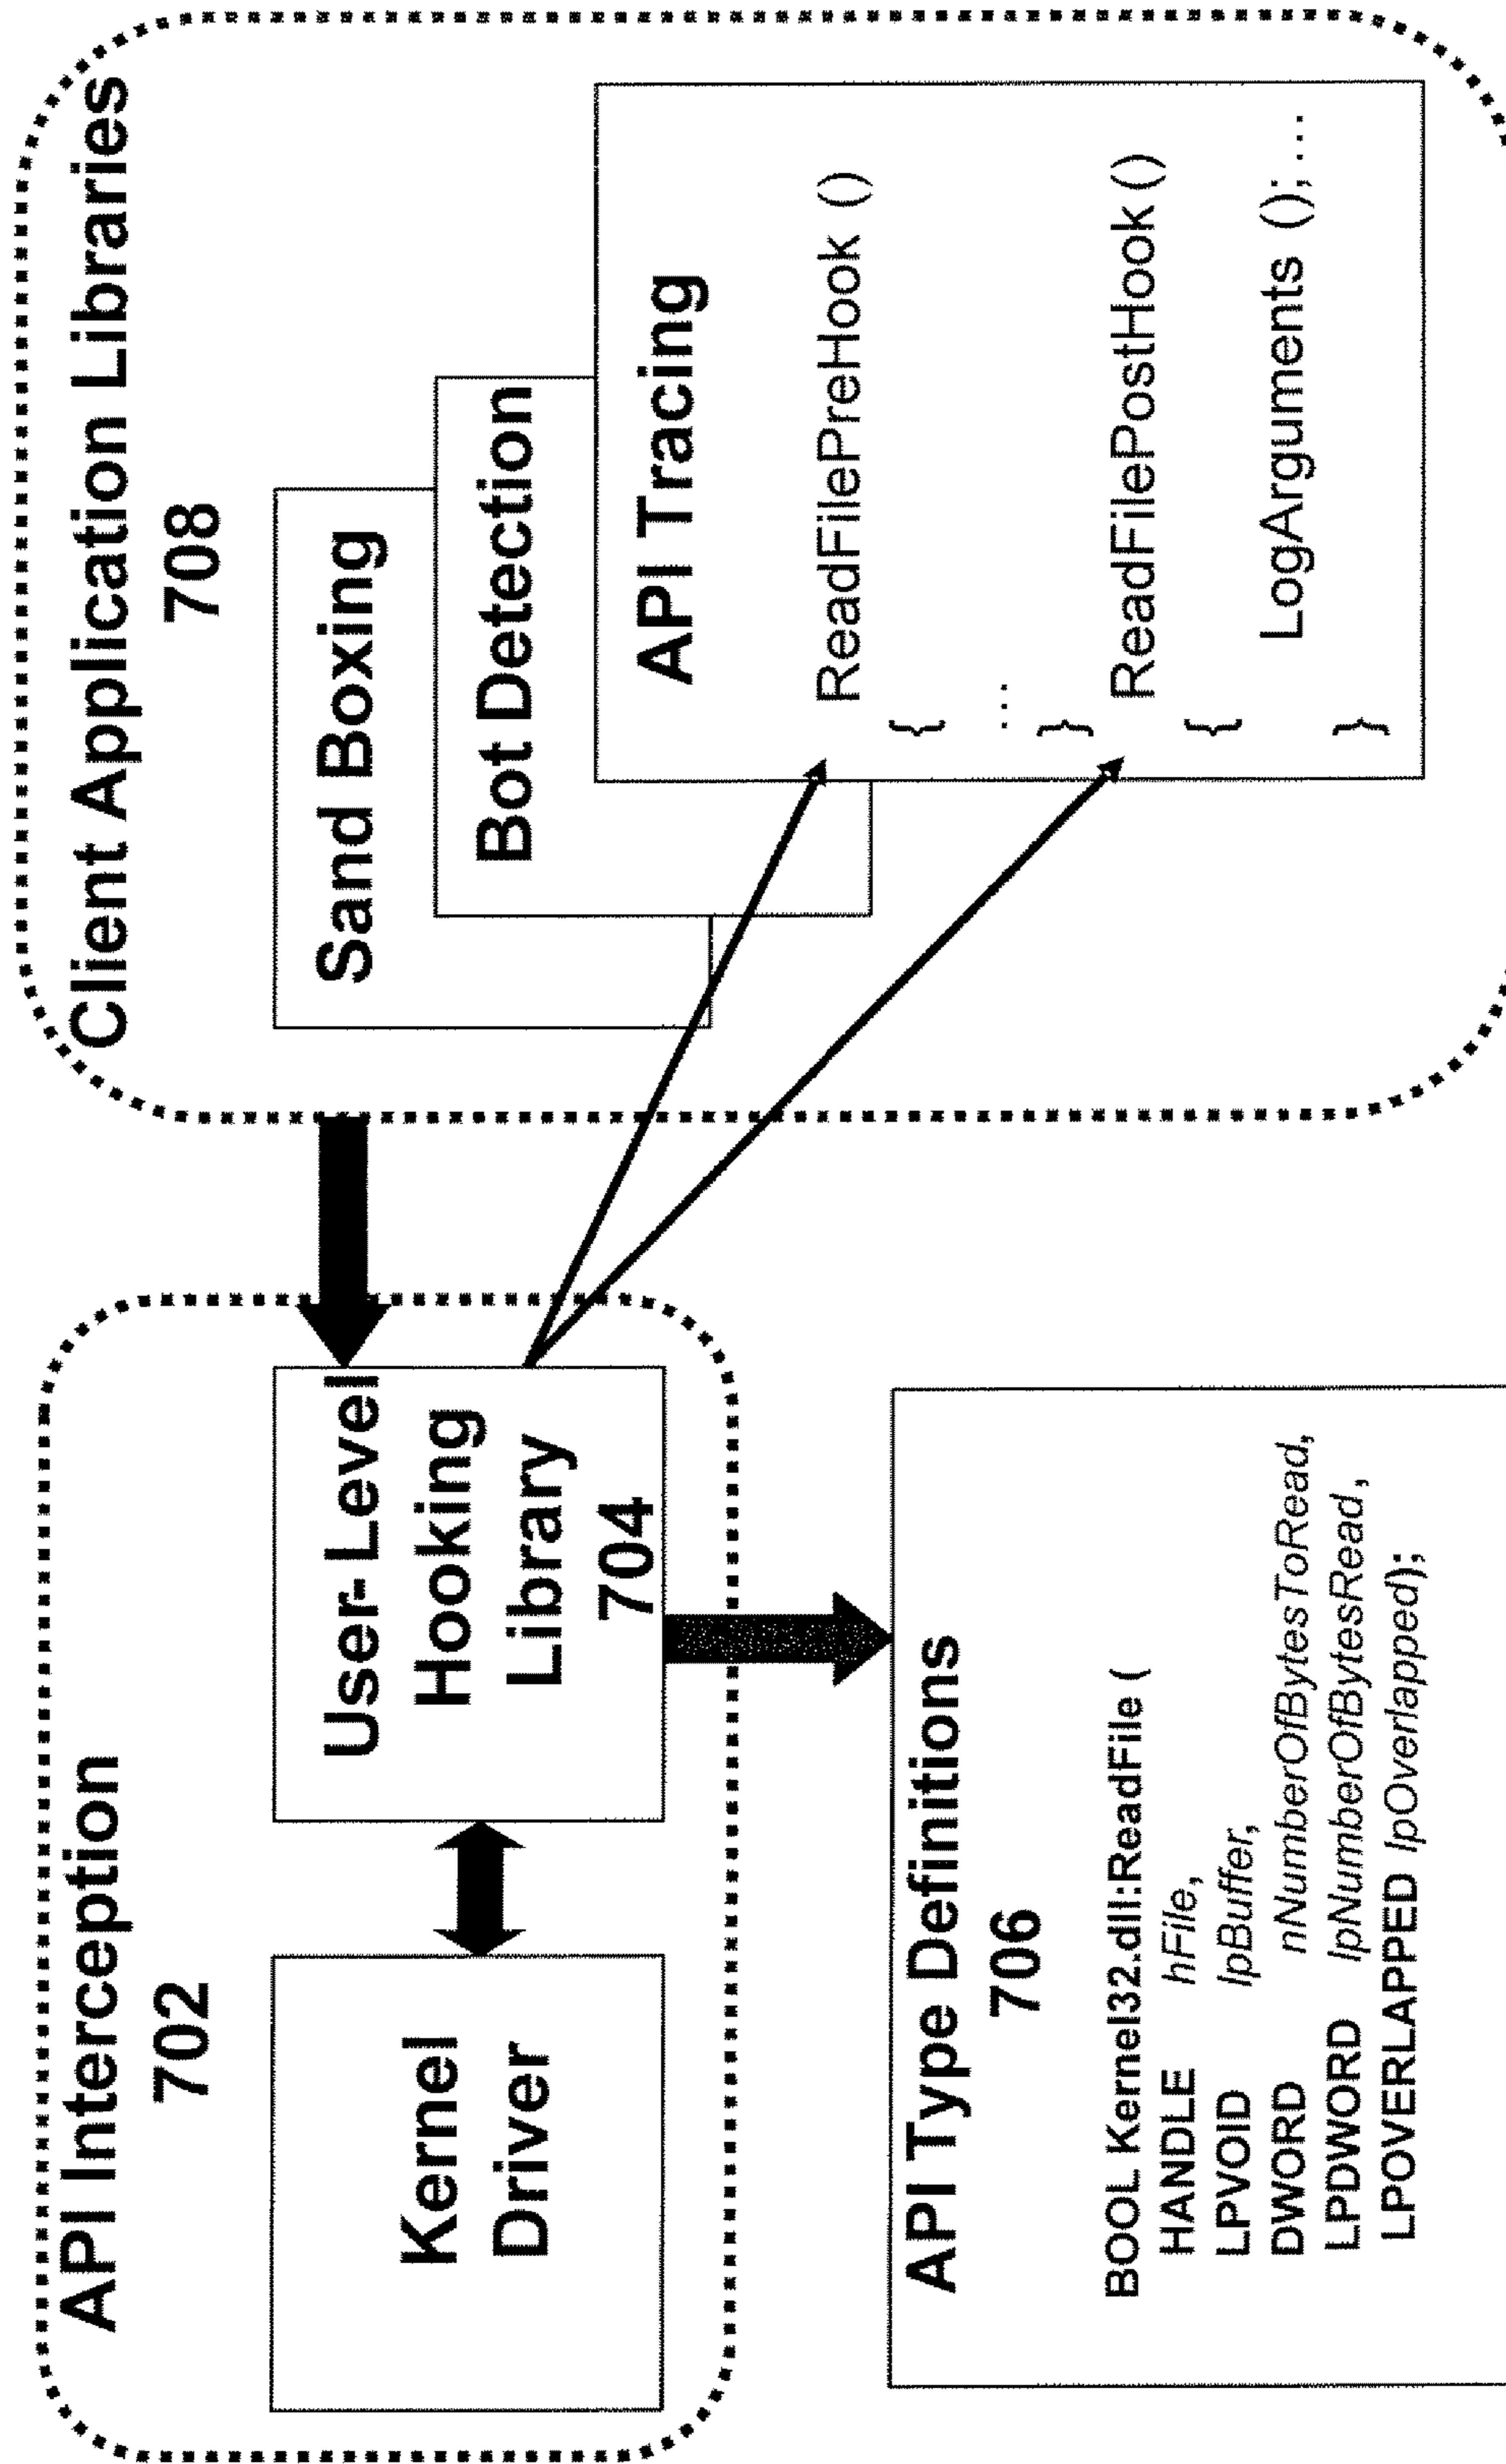 API Interception
702
Kernel
Driver
User-Level
Hooking
Library
704
API Type Definitions
706
BOOL Kernel32.dll:ReadFile (
HANDLE hFile,
LPVOID lpBuffer,
DWORD nNumberOfBytesToRead,
LPDWORD lpNumberOfBytesRead,
LPOVERLAPPED lpOverlapped);
Client Application Libraries
708
Sand Boxing
Bot Detection
API Tracing
ReadFilePreHook ()
{
...
}
ReadFilePostHook ()
{
LogArguments (); ...
}